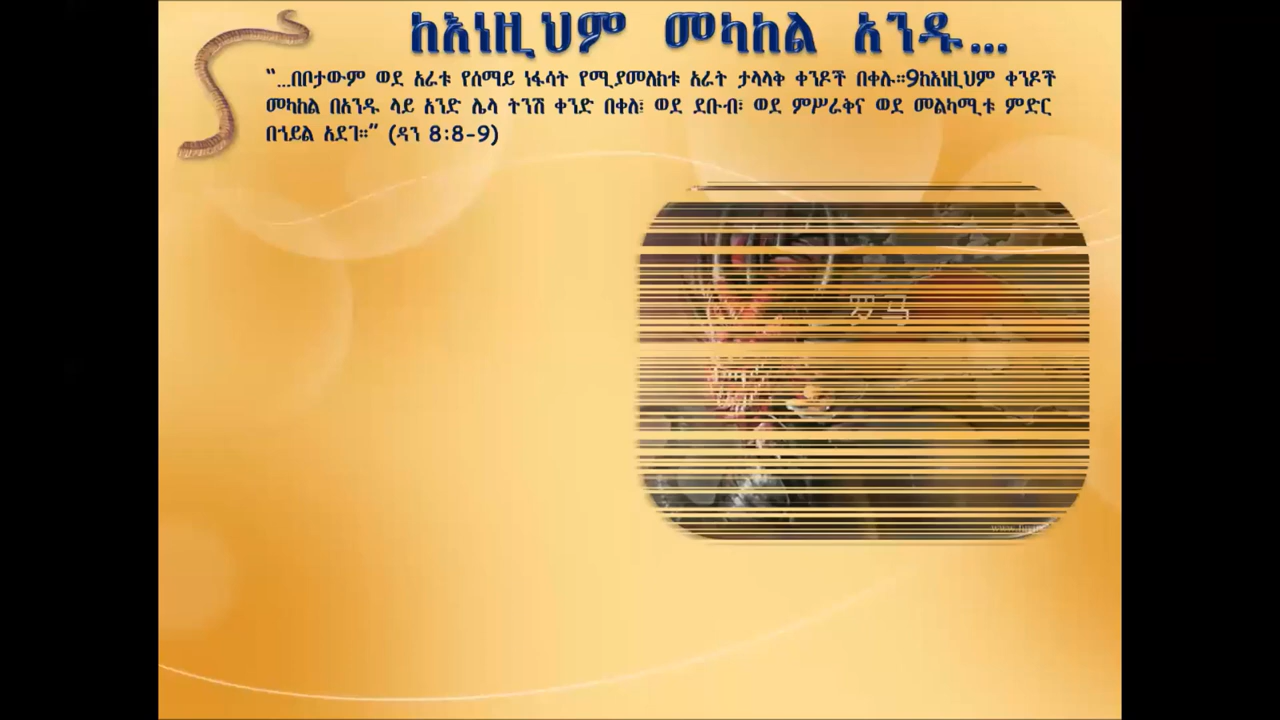 ከእነዚህም መካከል አንዱ...
“...በቦታውም ወደ አራቱ የሰማይ ነፋሳት የሚያመለከቱ አራት ታላላቅ ቀንዶች በቀሉ።9ከእነዚህም ቀንዶች
መካከል በአንዱ ላይ አንድ ሌላ ትንሽ ቀንድ በቀለ፤ ወደ ደቡብ፣ ወደ ምሥራቅና ወደ መልካሚቱ ምድር
በኀይል አደገ።” (ዳን 8:8-9)
ሮማ